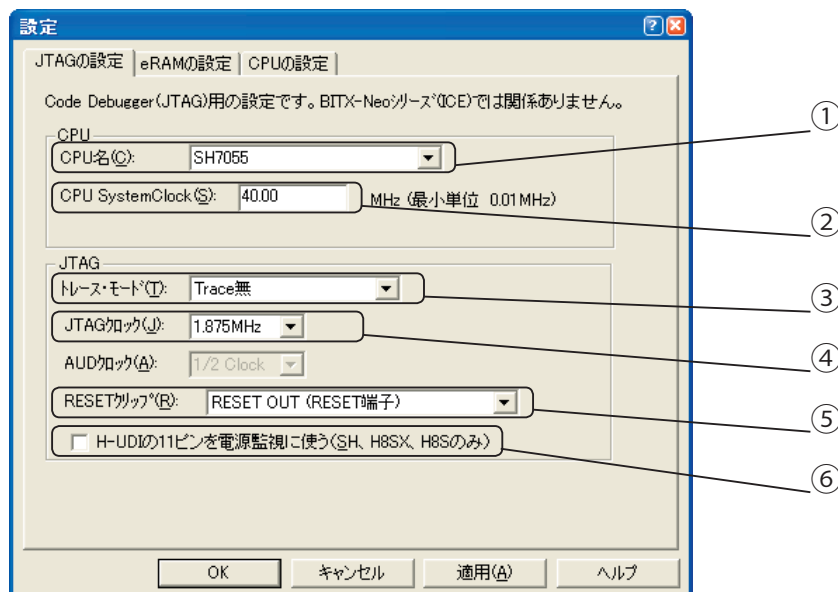 設定
JTAGの設定 eRAMの設定 CPUの設定
Code Debugger(JTAG)用の設定です。BITX-Neoシリーズ(ICE)では関係ありません。
①
CPU
CPU名(C): SH7055
CPU SystemClock(S): 40.00 MHz (最小単位 0.01MHz)
②
JTAG
トレース・モード(T): Trace無
③
JTAGクロック(J): 1.875MHz
④
AUDクロック(A): 1/2 Clock
RESETクリップ(R): RESET OUT (RESET端子)
⑤
H-UDIの11ピンを電源監視に使う(SH、H8SX、H8Sのみ)
⑥
OK キャンセル 適用(A) ヘルプ